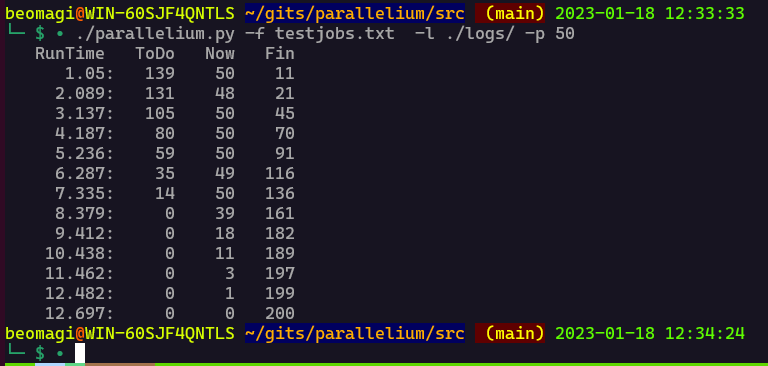 beomagi@WIN-60SJF4QNTLS ~/gits/parallelium/src (main) 2023-01-18 12:33:33
└─ $ • ./parallelium.py -f testjobs.txt  -l ./logs/ -p 50
   RunTime   ToDo   Now   Fin
      1.05:   139    50    11
     2.089:   131    48    21
     3.137:   105    50    45
     4.187:    80    50    70
     5.236:    59    50    91
     6.287:    35    49   116
     7.335:    14    50   136
     8.379:     0    39   161
     9.412:     0    18   182
    10.438:     0    11   189
    11.462:     0     3   197
    12.482:     0     1   199
    12.697:     0     0   200
beomagi@WIN-60SJF4QNTLS ~/gits/parallelium/src (main) 2023-01-18 12:34:24
└─ $ •